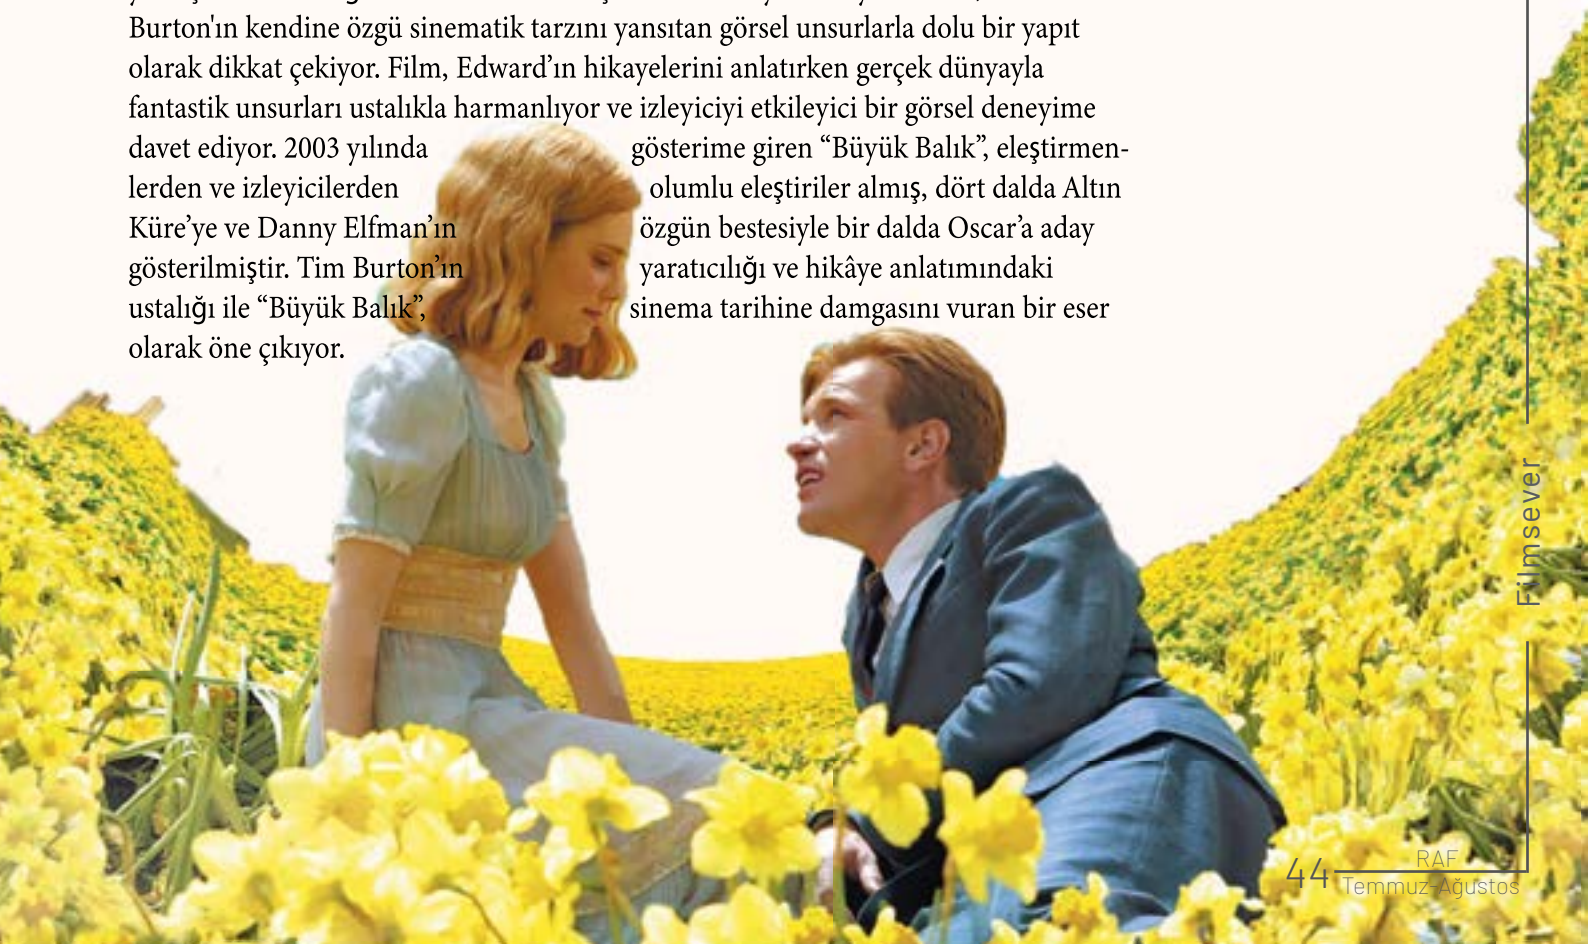 Burton'ın kendine özgü sinematik tarzını yansıtan görsel unsurlarla dolu bir yapıt
olarak dikkat çekiyor. Film, Edward’ın hikayelerini anlatırken gerçek dünyayla
fantastik unsurları ustalıkla harmanlıyor ve izleyiciyi etkileyici bir görsel deneyime
davet ediyor. 2003 yılında gösterime giren “Büyük Balık”, eleştirmen-
lerden ve izleyicilerden olumlu eleştiriler almış, dört dalda Altın
Küre’ye ve Danny Elfman’ın özgün bestesiyle bir dalda Oscar’a aday
gösterilmiştir. Tim Burton’ın yaratıcılığı ve hikâye anlatımındaki
ustalığı ile “Büyük Balık”, sinema tarihine damgasını vuran bir eser
olarak öne çıkıyor.
Filmsever
44
RAF
Temmuz-Ağustos